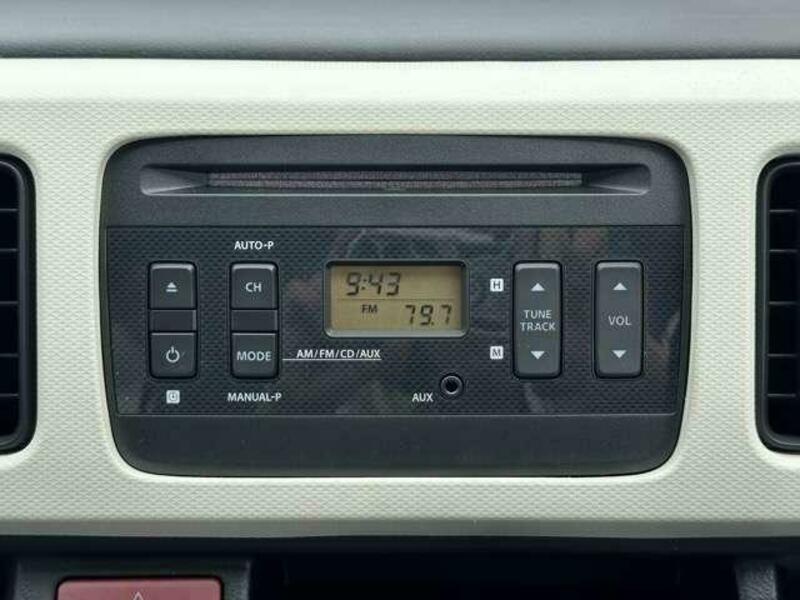 AUTO-P
CH
MODE
AM/FM/CD/AUX
MANUAL-P
9:43
FM
79.7
AUX
H
M
TUNE
TRACK
VOL